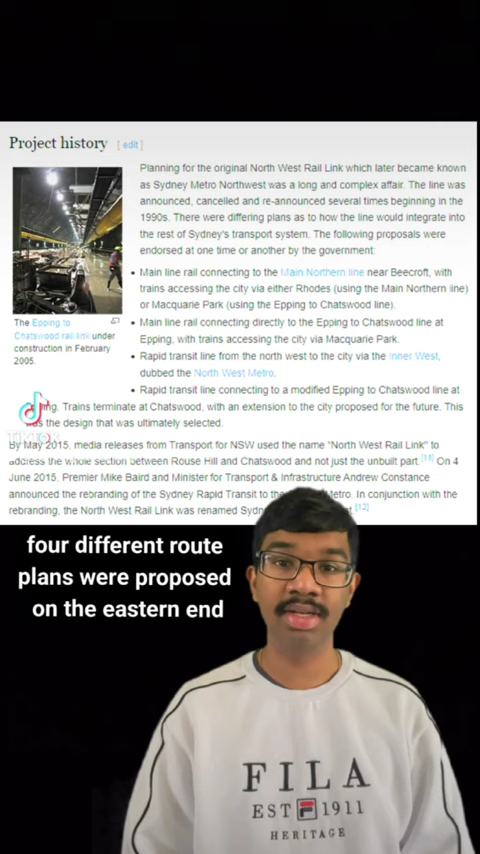 Project history [ edit ]
Planning for the original North West Rail Link which later became known
as Sydney Metro Northwest was a long and complex affair. The line was
announced, cancelled and re-announced several times beginning in the
1990s. There were differing plans as to how the line would integrate into
the rest of Sydney's transport system. The following proposals were
endorsed at one time or another by the government:
• Main line rail connecting to the Main Northern line near Beecroft, with
trains accessing the city via either Rhodes (using the Main Northern line)
or Macquarie Park (using the Epping to Chatswood line).
• Main line rail connecting directly to the Epping to Chatswood line at
Epping, with trains accessing the city via Macquarie Park.
• Rapid transit line from the north west to the city via the Inner West,
dubbed the North West Metro.
• Rapid transit line connecting to a modified Epping to Chatswood line at
Trains terminate at Chatswood, with an extension to the city proposed for the future. This
the design that was ultimately selected.
The Epping to
Chatswood rail link under
construction in February
2005.
TikTok
By May 2015, media releases from Transport for NSW used the name "North West Rail Link" to
address the whole section between Rouse Hill and Chatswood and not just the unbuilt part.[11] On 4
June 2015, Premier Mike Baird and Minister for Transport & Infrastructure Andrew Constance
announced the rebranding of the Sydney Rapid Transit to the Metro. In conjunction with the
rebranding, the North West Rail Link was renamed [12]
four different route
plans were proposed
on the eastern end
FILA
EST F 1911
HERITAGE